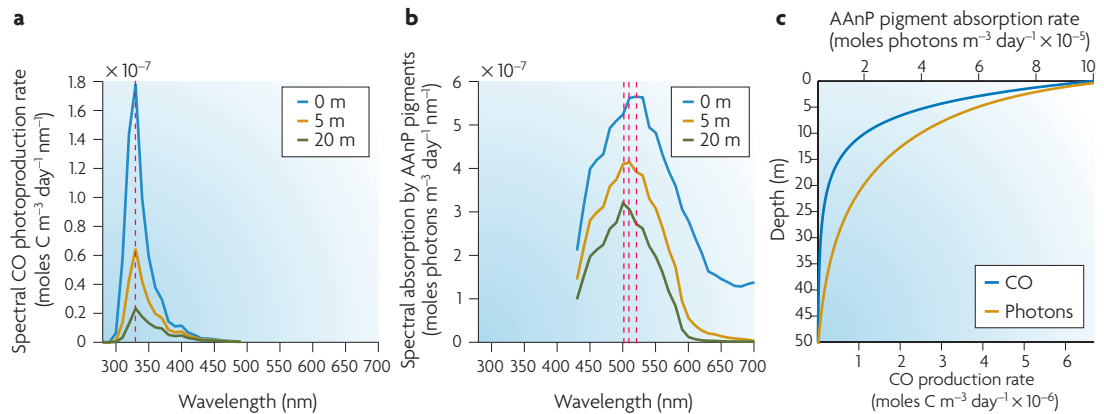 a
Spectral CO photoproduction rate
(moles C m⁻³ day⁻¹ nm⁻¹)
× 10⁻⁷
1.8
1.6
1.4
1.2
1.0
0.8
0.6
0.4
0.2
0
0 m
5 m
20 m
300 350 400 450 500 550 600 650 700
Wavelength (nm)
b
Spectral absorption by AAnP pigments
(moles photons m⁻³ day⁻¹ nm⁻¹)
× 10⁻⁷
6
5
4
3
2
1
0
0 m
5 m
20 m
300 350 400 450 500 550 600 650 700
Wavelength (nm)
c
AAnP pigment absorption rate
(moles photons m⁻³ day⁻¹ × 10⁻⁵)
2 4 6 8 10
Depth (m)
0
5
10
15
20
25
30
35
40
45
50
CO
Photons
1 2 3 4 5 6
CO production rate
(moles C m⁻³ day⁻¹ × 10⁻⁶)